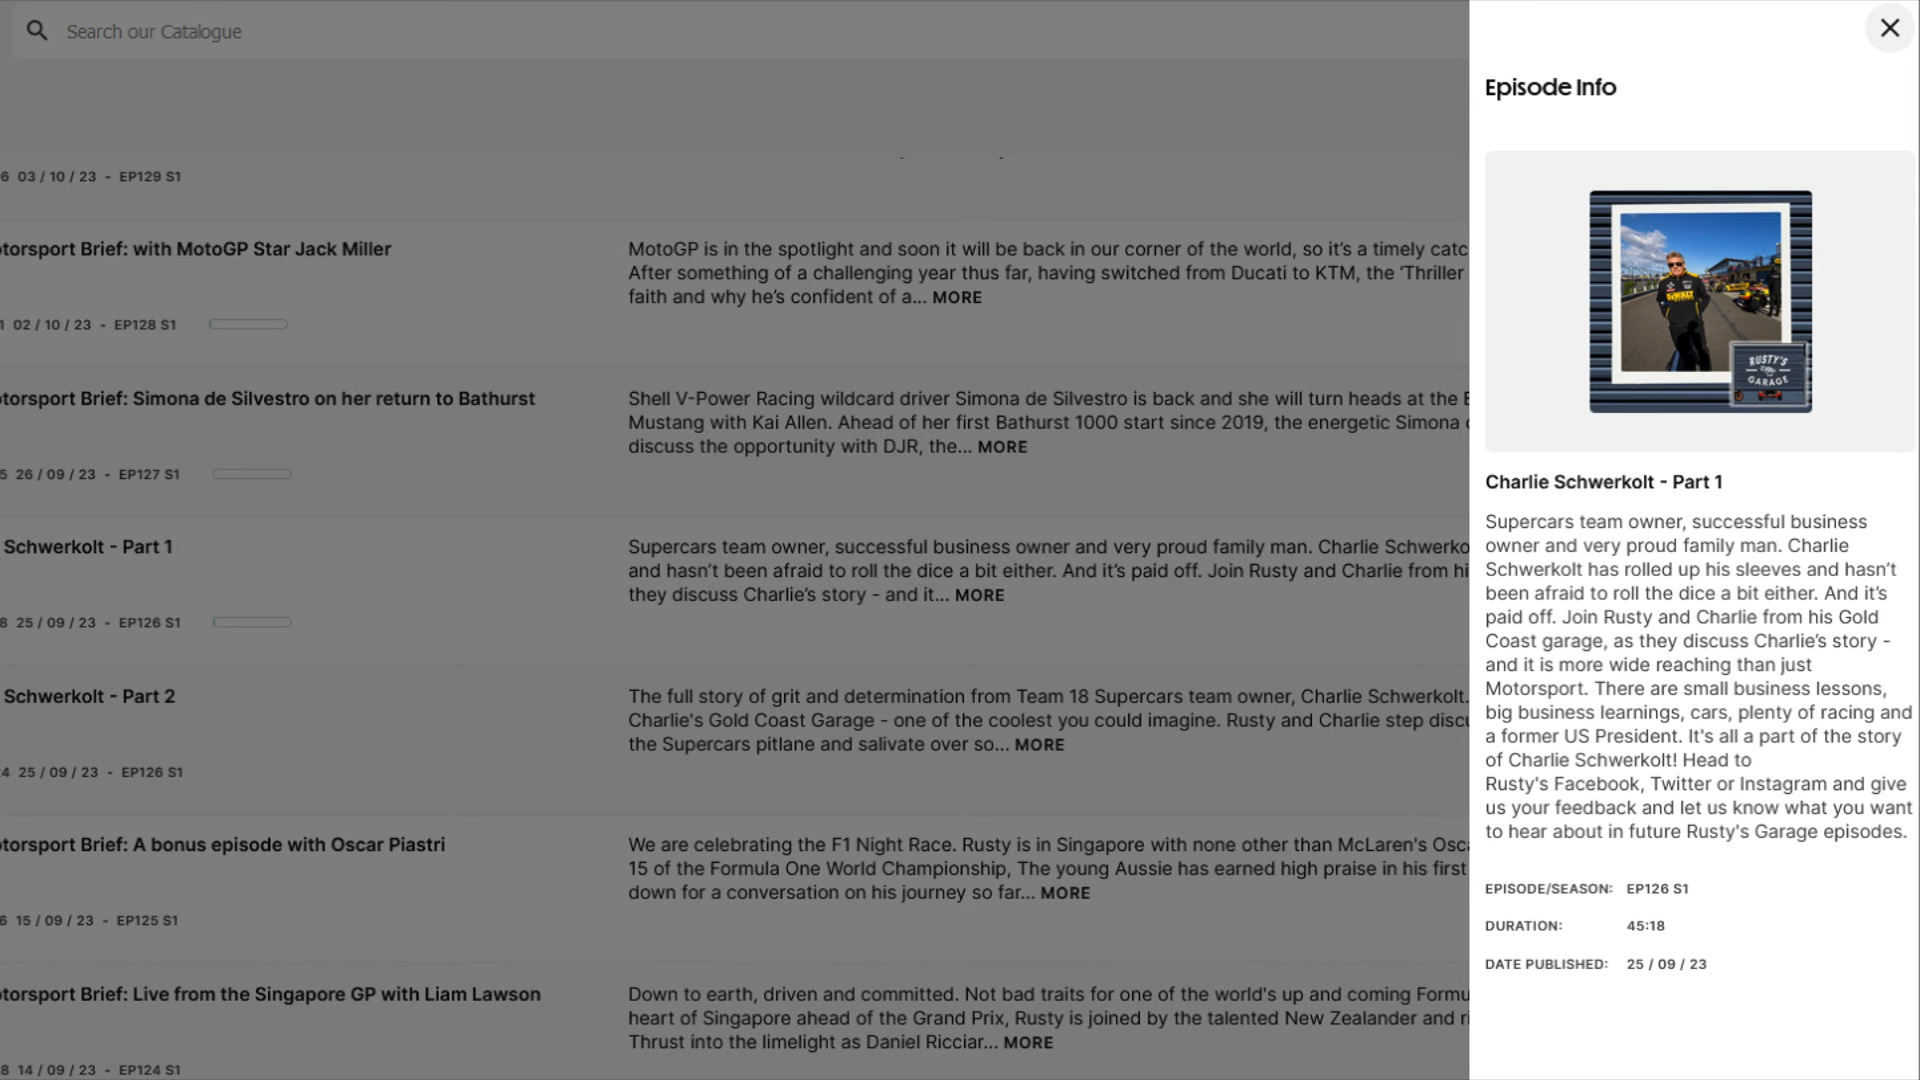 Search our Catalogue
6 03 / 10 / 23 - EP129 S1
torsport Brief: with MotoGP Star Jack Miller
MotoGP is in the spotlight and soon it will be back in our corner of the world, so it's a timely catc
After something of a challenging year thus far, having switched from Ducati to KTM, the 'Thriller
faith and why he's confident of a... MORE
1 02 / 10 / 23 - EP128 S1
torsport Brief: Simona de Silvestro on her return to Bathurst
Shell V-Power Racing wildcard driver Simona de Silvestro is back and she will turn heads at the B
Mustang with Kai Allen. Ahead of her first Bathurst 1000 start since 2019, the energetic Simona
discuss the opportunity with DJR, the... MORE
5 26 / 09 / 23 - EP127 S1
Schwerkolt - Part 1
Supercars team owner, successful business owner and very proud family man. Charlie Schwerko
and hasn't been afraid to roll the dice a bit either. And it's paid off. Join Rusty and Charlie from hi
they discuss Charlie's story - and it... MORE
8 25 / 09 / 23 - EP126 S1
Schwerkolt - Part 2
The full story of grit and determination from Team 18 Supercars team owner, Charlie Schwerkolt.
Charlie's Gold Coast Garage - one of the coolest you could imagine. Rusty and Charlie step discu
the Supercars pitlane and salivate over so... MORE
4 25 / 09 / 23 - EP126 S1
torsport Brief: A bonus episode with Oscar Piastri
We are celebrating the F1 Night Race. Rusty is in Singapore with none other than McLaren's Osca
15 of the Formula One World Championship, The young Aussie has earned high praise in his first
down for a conversation on his journey so far... MORE
6 15 / 09 / 23 - EP125 S1
torsport Brief: Live from the Singapore GP with Liam Lawson
Down to earth, driven and committed. Not bad traits for one of the world's up and coming Formu
heart of Singapore ahead of the Grand Prix, Rusty is joined by the talented New Zealander and ri
Thrust into the limelight as Daniel Ricciar... MORE
8 14 / 09 / 23 - EP124 S1
Episode Info
DEWALT
RUSTY'S
GARAGE
Charlie Schwerkolt - Part 1
Supercars team owner, successful business
owner and very proud family man. Charlie
Schwerkolt has rolled up his sleeves and hasn't
been afraid to roll the dice a bit either. And it's
paid off. Join Rusty and Charlie from his Gold
Coast garage, as they discuss Charlie's story -
and it is more wide reaching than just
Motorsport. There are small business lessons,
big business learnings, cars, plenty of racing and
a former US President. It's all a part of the story
of Charlie Schwerkolt! Head to
Rusty's Facebook, Twitter or Instagram and give
us your feedback and let us know what you want
to hear about in future Rusty's Garage episodes.
EPISODE/SEASON: EP126 S1
DURATION: 45:18
DATE PUBLISHED: 25 / 09 / 23